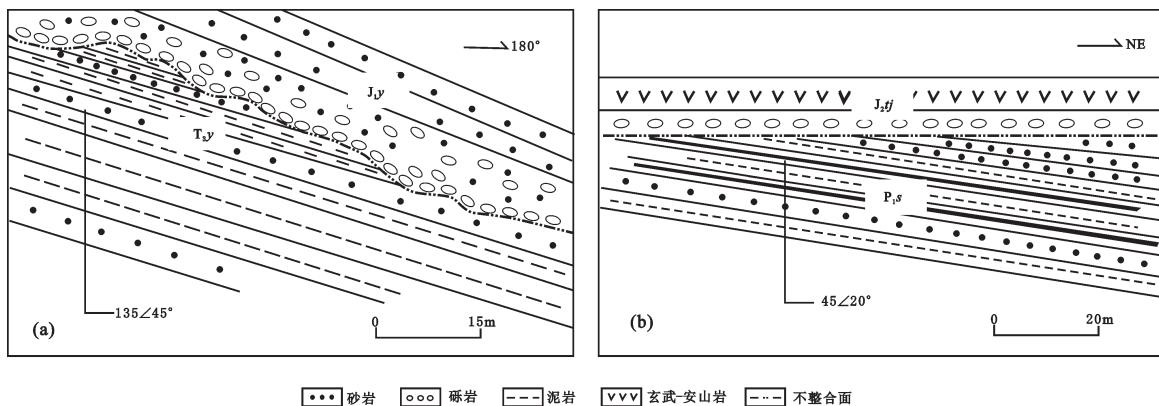 180°
J₁y
T₃y
135∠45°
(a)
0
15m
NE
J₂tj
P₁s
45∠20°
(b)
0
20m
砂岩
砾岩
泥岩
玄武-安山岩
不整合面